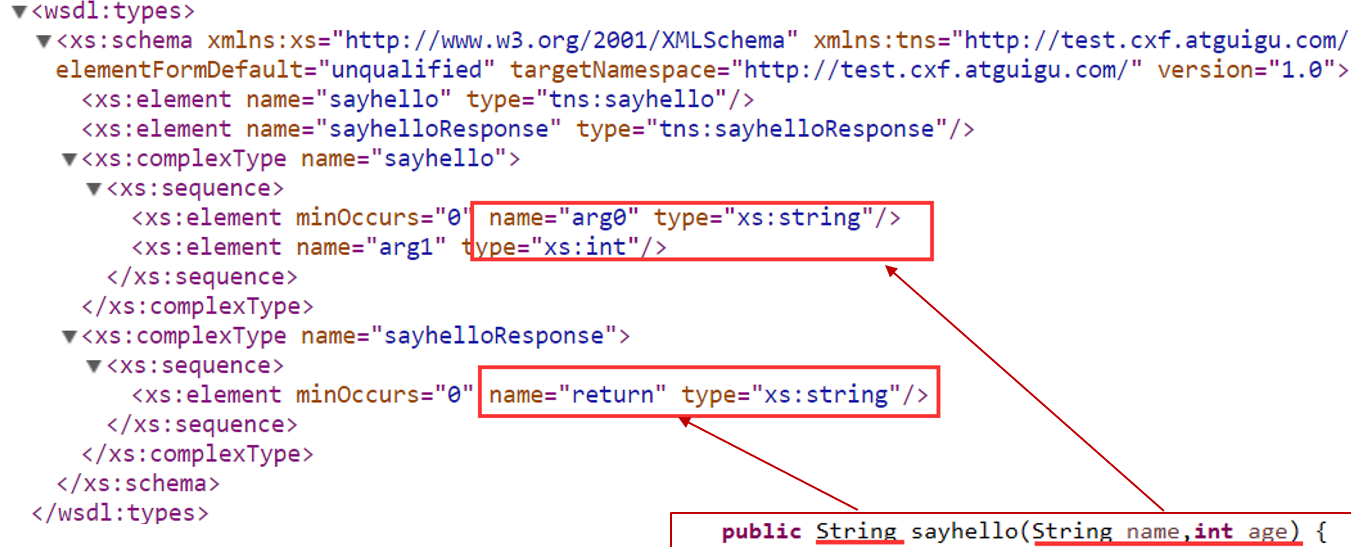 ▼<wsdl:types>
▼<xs:schema xmlns:xs="http://www.w3.org/2001/XMLSchema" xmlns:tns="http://test.cxf.atguigu.com/
elementFormDefault="unqualified" targetNamespace="http://test.cxf.atguigu.com/" version="1.0">
<xs:element name="sayhello" type="tns:sayhello"/>
<xs:element name="sayhelloResponse" type="tns:sayhelloResponse"/>
▼<xs:complexType name="sayhello">
▼<xs:sequence>
<xs:element minOccurs="0" name="arg0" type="xs:string"/>
<xs:element name="arg1" type="xs:int"/>
</xs:sequence>
</xs:complexType>
▼<xs:complexType name="sayhelloResponse">
▼<xs:sequence>
<xs:element minOccurs="0" name="return" type="xs:string"/>
</xs:sequence>
</xs:complexType>
</xs:schema>
</wsdl:types>
public String sayhello(String name,int age) {